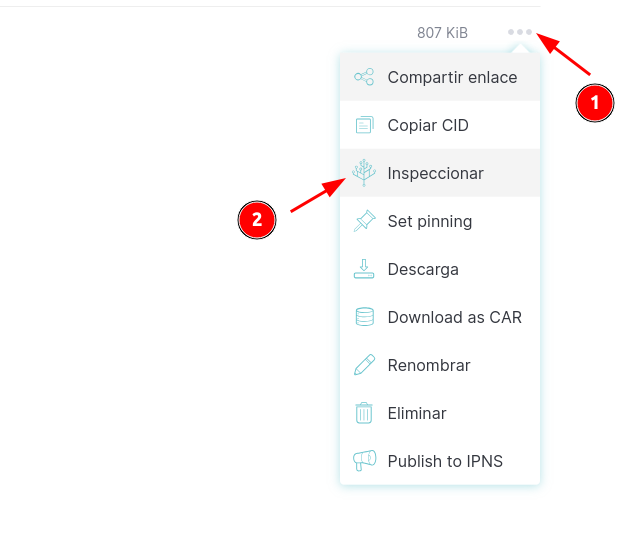 807 KiB
1
Compartir enlace
Copiar CID
Inspeccionar
2
Set pinning
Descarga
Download as CAR
Renombrar
Eliminar
Publish to IPNS